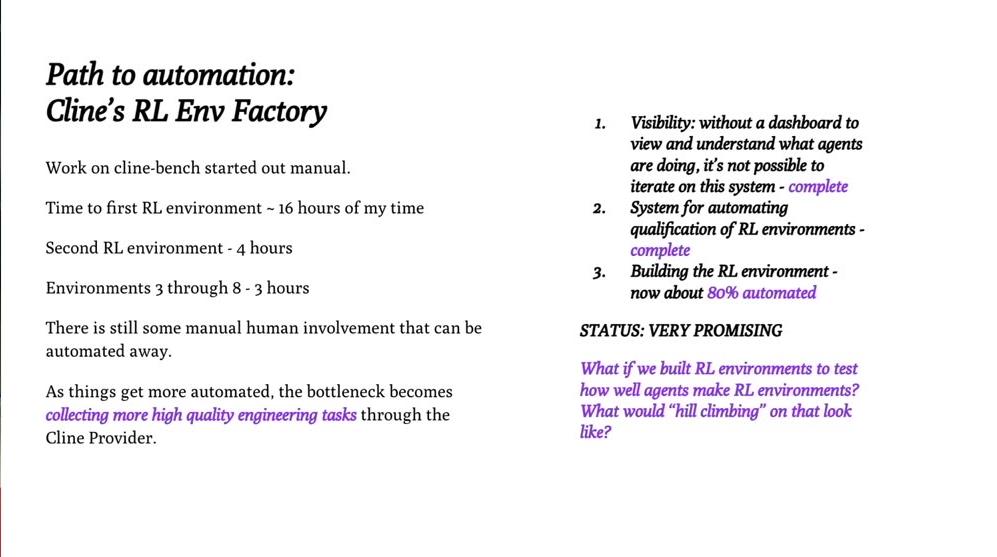 Path to automation:
Cline's RL Env Factory
Work on cline-bench started out manual.
Time to first RL environment ~ 16 hours of my time
Second RL environment - 4 hours
Environments 3 through 8 - 3 hours
There is still some manual human involvement that can be
automated away.
As things get more automated, the bottleneck becomes
collecting more high quality engineering tasks through the
Cline Provider.
1. Visibility: without a dashboard to
view and understand what agents
are doing, it's not possible to
iterate on this system - complete
2. System for automating
qualification of RL environments -
complete
3. Building the RL environment -
now about 80% automated
STATUS: VERY PROMISING
What if we built RL environments to test
how well agents make RL environments?
What would "hill climbing" on that look
like?